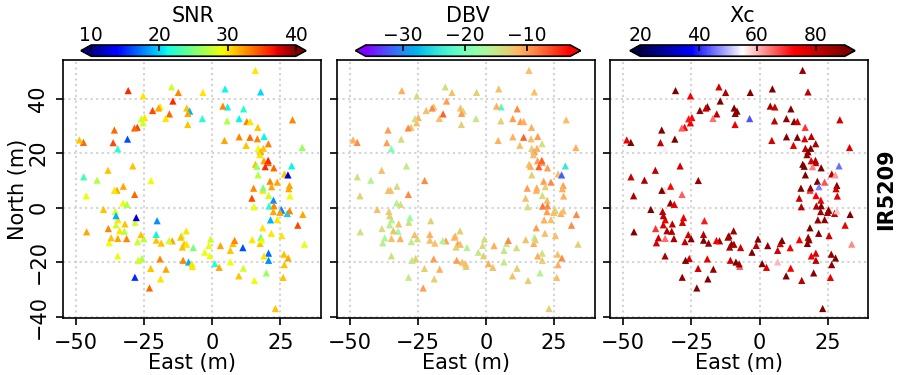 SNR DBV Xc
10 20 30 40 −30 −20 −10 20 40 60 80
40
20
0
−20
−40
North (m)
−50 −25 0 25 −50 −25 0 25 −50 −25 0 25
East (m) East (m) East (m)
IR5209